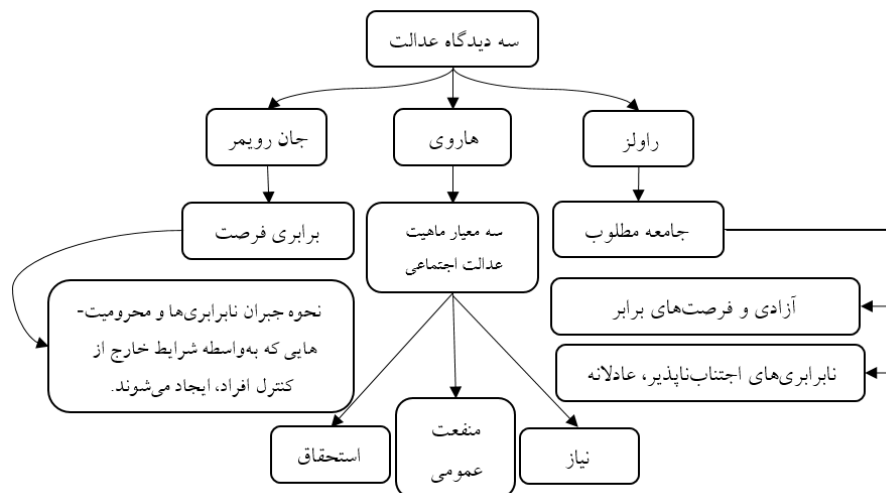 سه دیدگاه عدالت
راولز
هاروی
جان رویمر
جامعه مطلوب
سه معیار ماهیت
عدالت اجتماعی
برابری فرصت
آزادی و فرصت‌های برابر
نابرابری‌های اجتناب‌ناپذیر، عادلانه
نحوه جبران نابرابری‌ها و محرومیت-
هایی که به‌واسطه شرایط خارج از
کنترل افراد، ایجاد می‌شوند.
نیاز
منفعت
عمومی
استحقاق